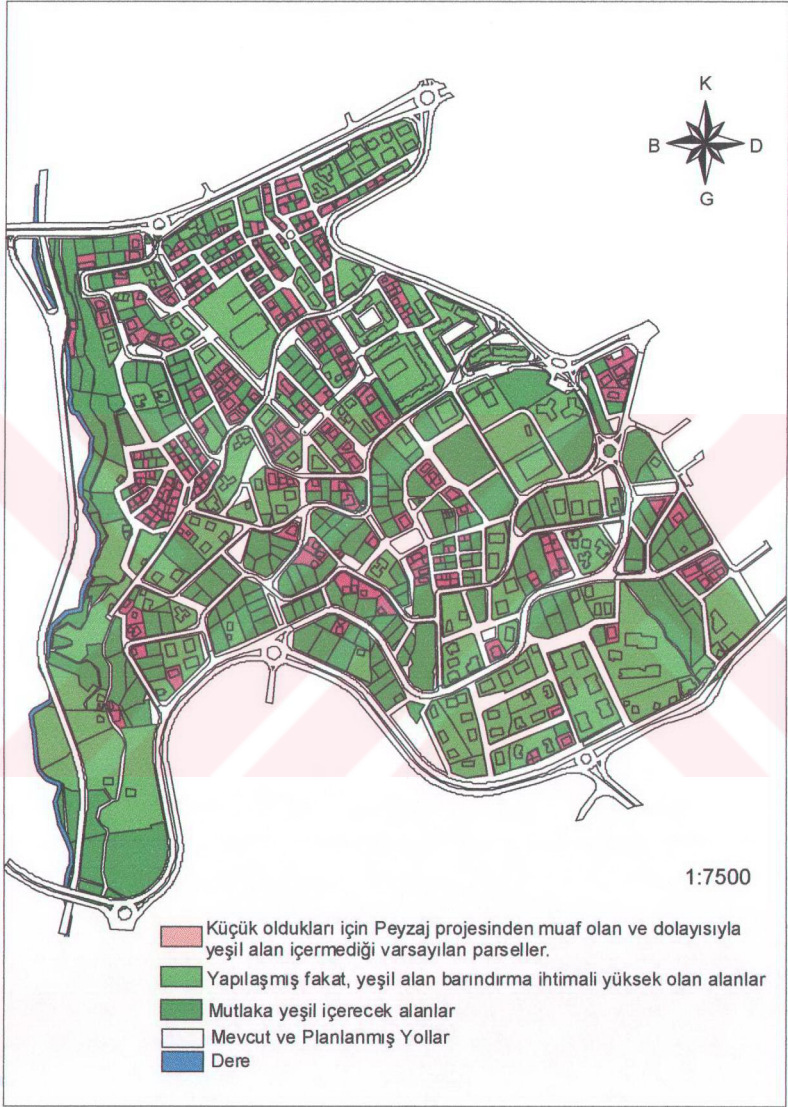 K
B D
G
1:7500
Küçük oldukları için Peyzaj projesinden muaf olan ve dolayısıyla
yeşil alan içermediği varsayılan parseller.
Yapılaşmış fakat, yeşil alan barındırma ihtimali yüksek olan alanlar
Mutlaka yeşil içerecek alanlar
Mevcut ve Planlanmış Yollar
Dere